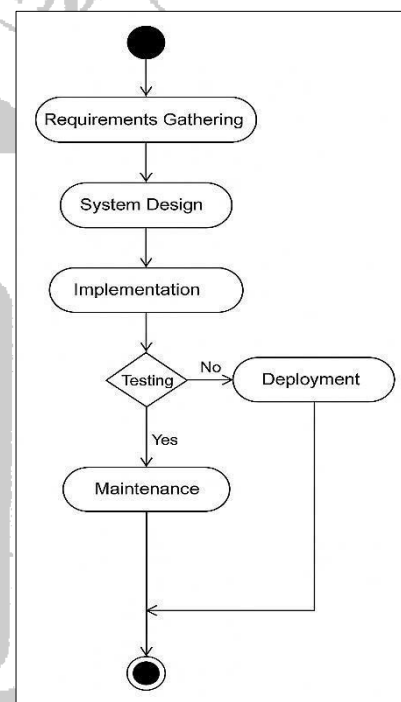 Requirements Gathering
System Design
Implementation
Testing
No
Deployment
Yes
Maintenance